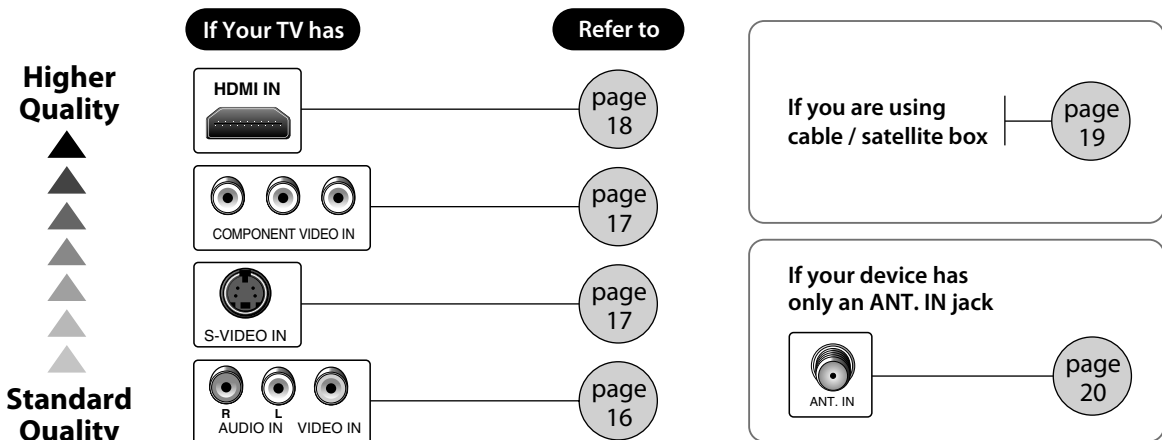 If Your TV has
Refer to
Higher
Quality
HDMI IN
page
18
COMPONENT VIDEO IN
page
17
S-VIDEO IN
page
17
R L
AUDIO IN VIDEO IN
page
16
Standard
Quality
If you are using
cable / satellite box
page
19
If your device has
only an ANT. IN jack
ANT. IN
page
20